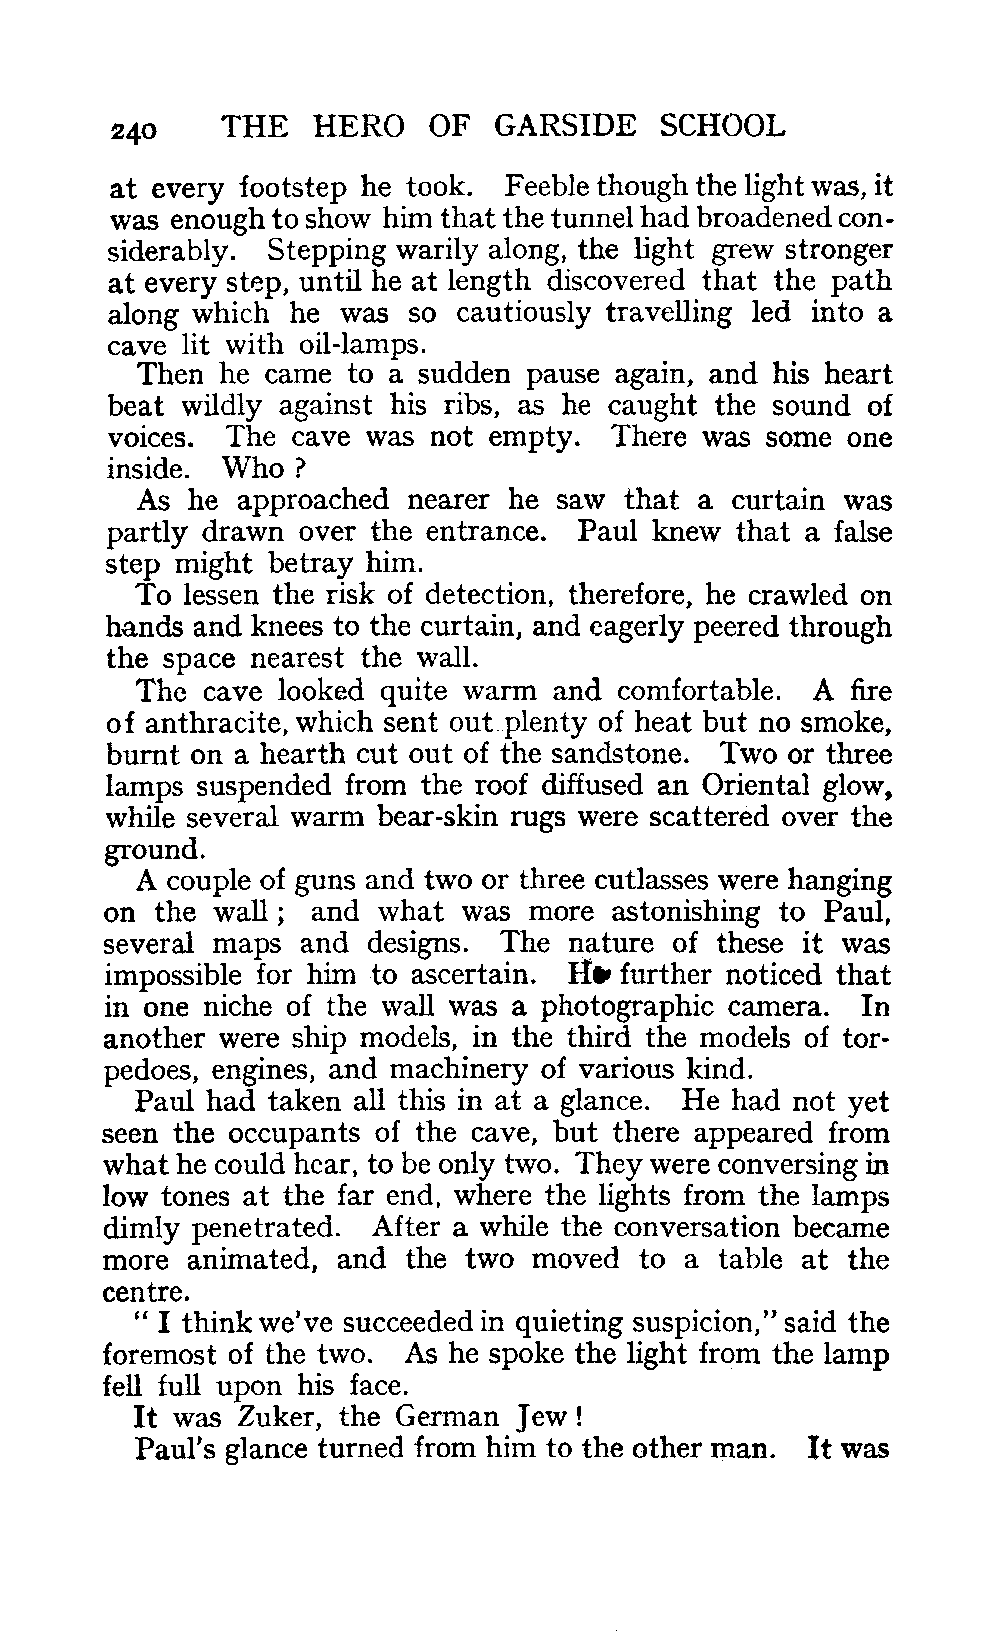 240 THE HERO OF GARSIDE SCHOOL
at every footstep he took. Feeble though the light was, it
was enough to show him that the tunnel had broadened con-
siderably. Stepping warily along, the light grew stronger
at every step, until he at length discovered that the path
along which he was so cautiously travelling led into a
cave lit with oil-lamps.
Then he came to a sudden pause again, and his heart
beat wildly against his ribs, as he caught the sound of
voices. The cave was not empty. There was some one
inside. Who ?
As he approached nearer he saw that a curtain was
partly drawn over the entrance. Paul knew that a false
step might betray him.
To lessen the risk of detection, therefore, he crawled on
hands and knees to the curtain, and eagerly peered through
the space nearest the wall.
The cave looked quite warm and comfortable. A fire
of anthracite, which sent out plenty of heat but no smoke,
burnt on a hearth cut out of the sandstone. Two or three
lamps suspended from the roof diffused an Oriental glow,
while several warm bear-skin rugs were scattered over the
ground.
A couple of guns and two or three cutlasses were hanging
on the wall ; and what was more astonishing to Paul,
several maps and designs. The nature of these it was
impossible for him to ascertain. He further noticed that
in one niche of the wall was a photographic camera. In
another were ship models, in the third the models of tor-
pedoes, engines, and machinery of various kind.
Paul had taken all this in at a glance. He had not yet
seen the occupants of the cave, but there appeared from
what he could hear, to be only two. They were conversing in
low tones at the far end, where the lights from the lamps
dimly penetrated. After a while the conversation became
more animated, and the two moved to a table at the
centre.
" I think we've succeeded in quieting suspicion," said the
foremost of the two. As he spoke the light from the lamp
fell full upon his face.
It was Zuker, the German Jew !
Paul's glance turned from him to the other man. It was